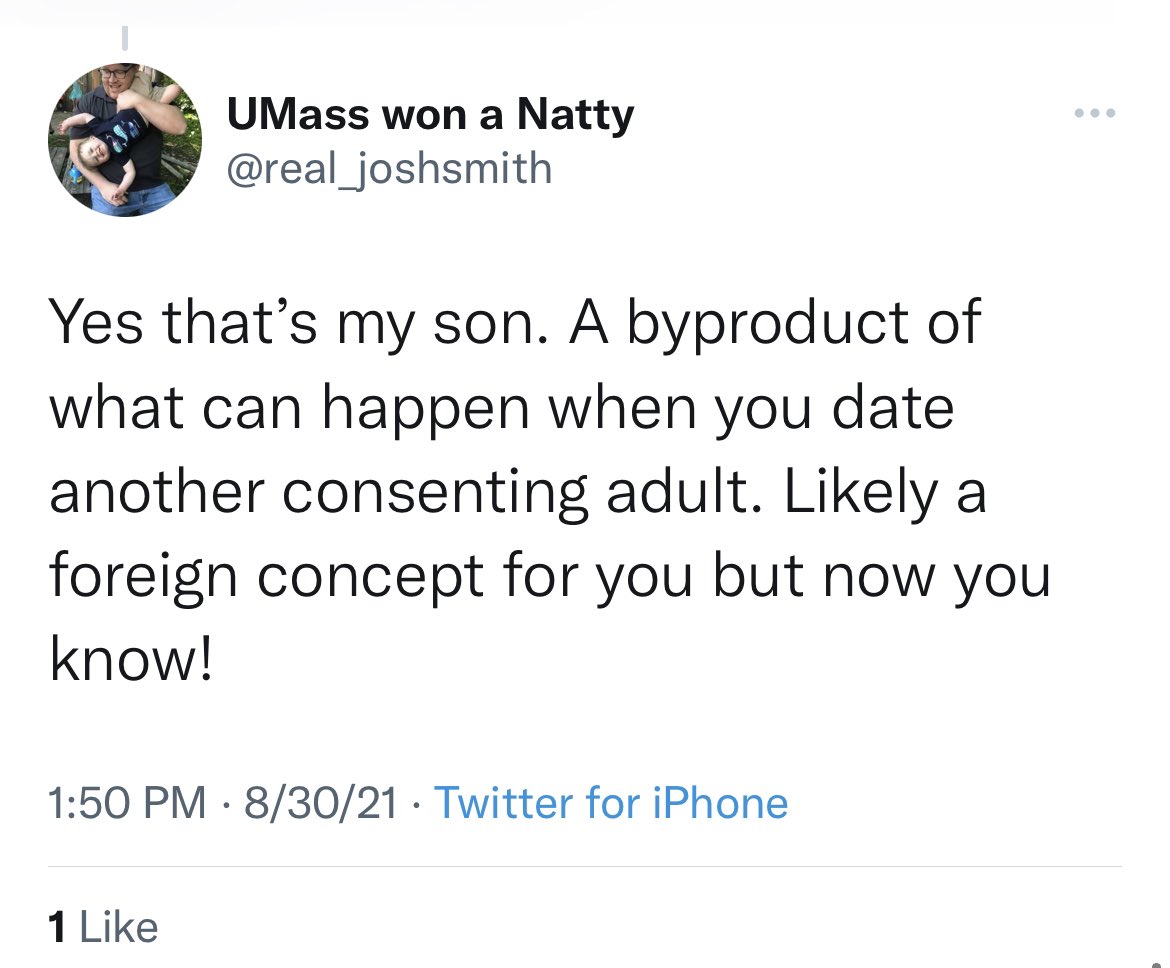 UMass won a Natty
@real_joshsmith
Yes that’s my son. A byproduct of
what can happen when you date
another consenting adult. Likely a
foreign concept for you but now you
know!
1:50 PM · 8/30/21 · Twitter for iPhone
1 Like